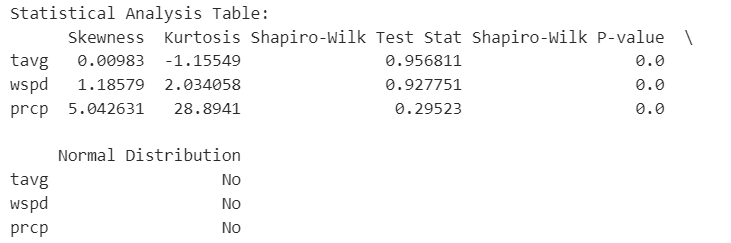 Statistical Analysis Table:
Skewness Kurtosis Shapiro-Wilk Test Stat Shapiro-Wilk P-value \
tavg 0.00983 -1.15549 0.956811 0.0
wspd 1.18579 2.034058 0.927751 0.0
prcp 5.042631 28.8941 0.29523 0.0
Normal Distribution
tavg No
wspd No
prcp No